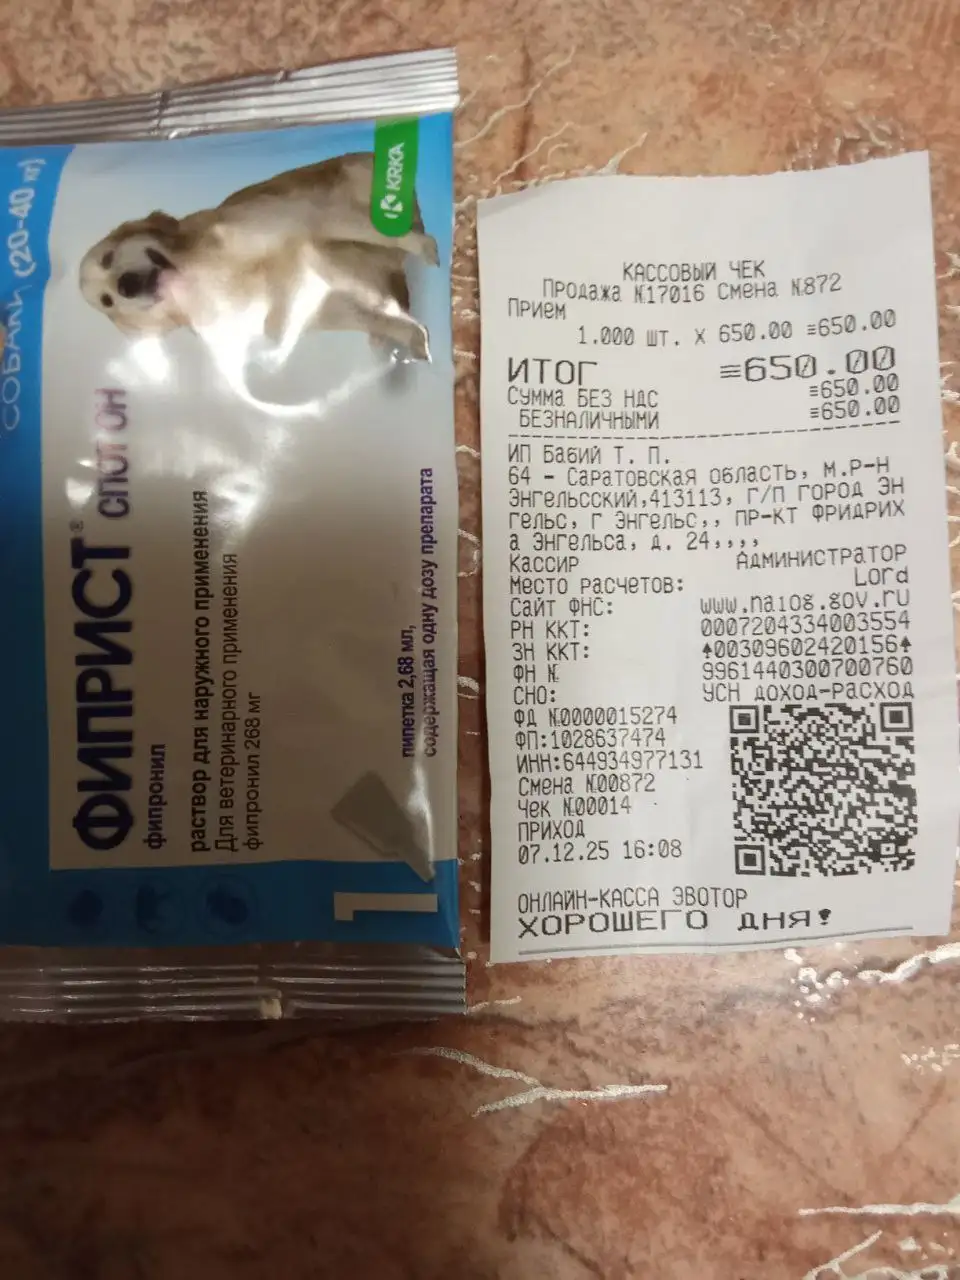 СОБАКИ (20-40 кг)
KRKA
ФИПРИСТ® СПОТ ОН
фипронил
раствор для наружного применения
Для ветеринарного применения
фипронил 268 мг
пипетка 2,68 мл,
содержащая одну дозу препарата
1
КАССОВЫЙ ЧЕК
Продажа №17016 Смена №872
Прием
1.000 шт. X 650.00 ≡650.00
ИТОГ ≡650.00
Сумма БЕЗ НДС ≡650.00
БЕЗНАЛИЧНЫМИ ≡650.00
ИП Бабий Т. П.
64 - Саратовская область, м.р-н
Энгельсский,413113, Г/П ГОРОД ЭН
ГЕЛЬС, Г ЭНГЕЛЬС,, ПР-КТ ФРИДРИХ
а Энгельса, д. 24,,,,
Кассир Администратор
Место расчетов: Lord
Сайт ФНС: www.nalog.gov.ru
РН ККТ: 0007204334003554
ЗН ККТ: ↑00309602420156↑
ФН № 9961440300700760
СНО: УСН доход-расход
ФД №0000015274
ФП:1028637474
ИНН:644934977131
Смена №00872
Чек №00014
ПРИХОД
07.12.25 16:08
ОНЛАЙН-КАССА ЭВОТОР
ХОРОШЕГО ДНЯ!